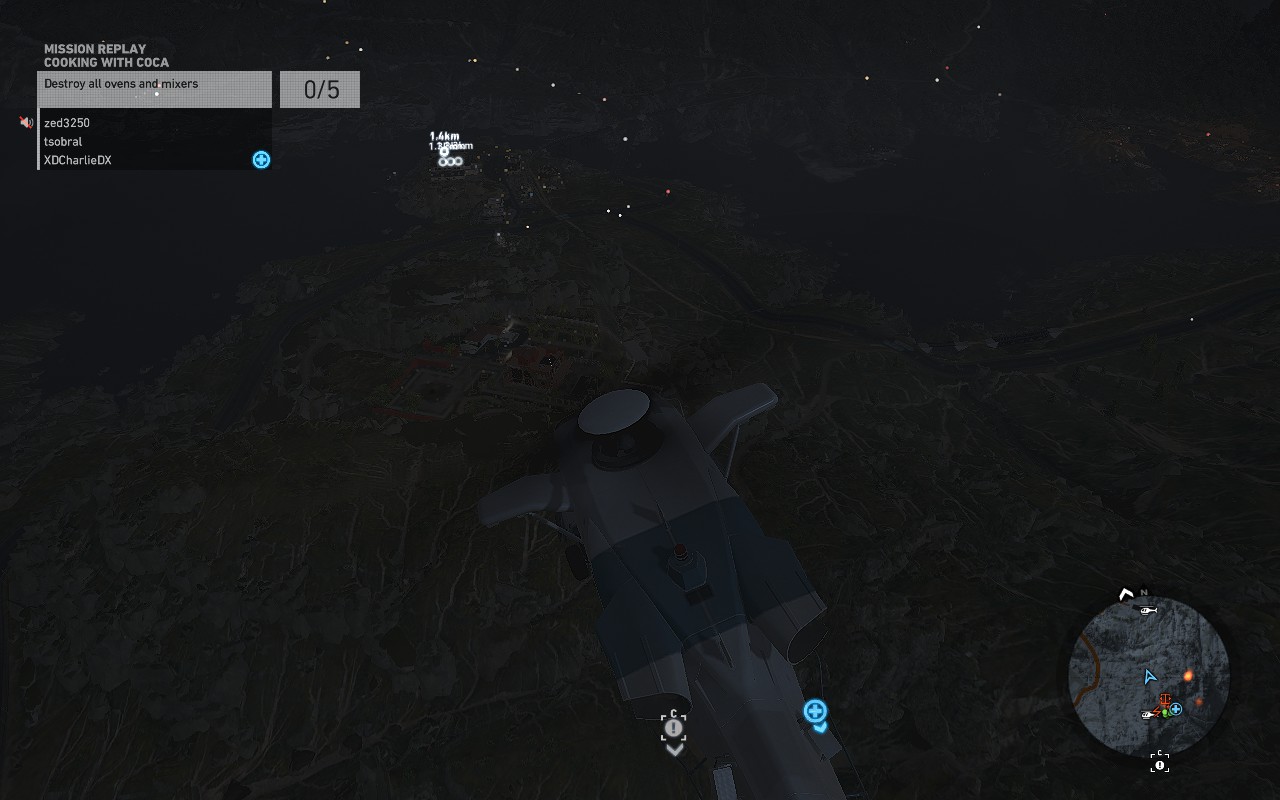 MISSION REPLAY
COOKING WITH COCA
Destroy all ovens and mixers
0/5
zed3250
tsobral
XDCharlieDX
1.4km
N
C
C